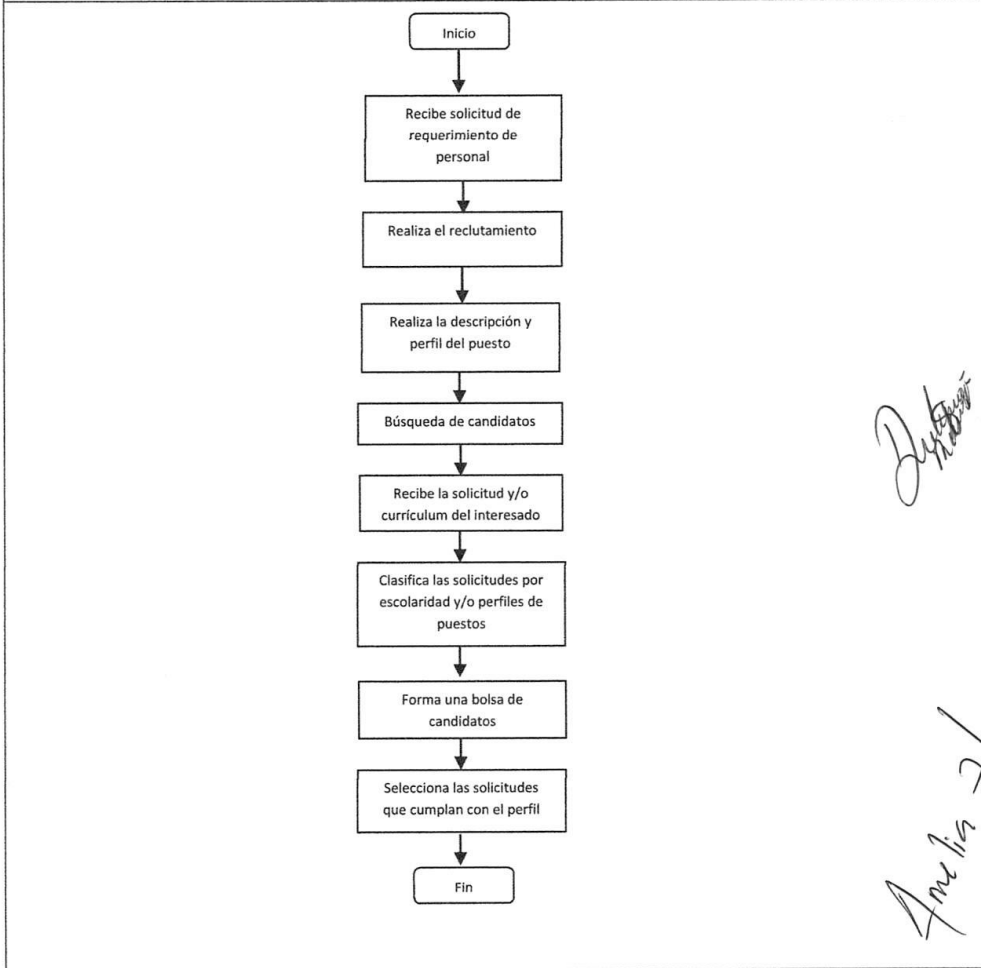 Inicio
Recibe solicitud de
requerimiento de
personal
Realiza el reclutamiento
Realiza la descripción y
perfil del puesto
Búsqueda de candidatos
Recibe la solicitud y/o
currículum del interesado
Clasifica las solicitudes por
escolaridad y/o perfiles de
puestos
Forma una bolsa de
candidatos
Selecciona las solicitudes
que cumplan con el perfil
Fin
Amelia